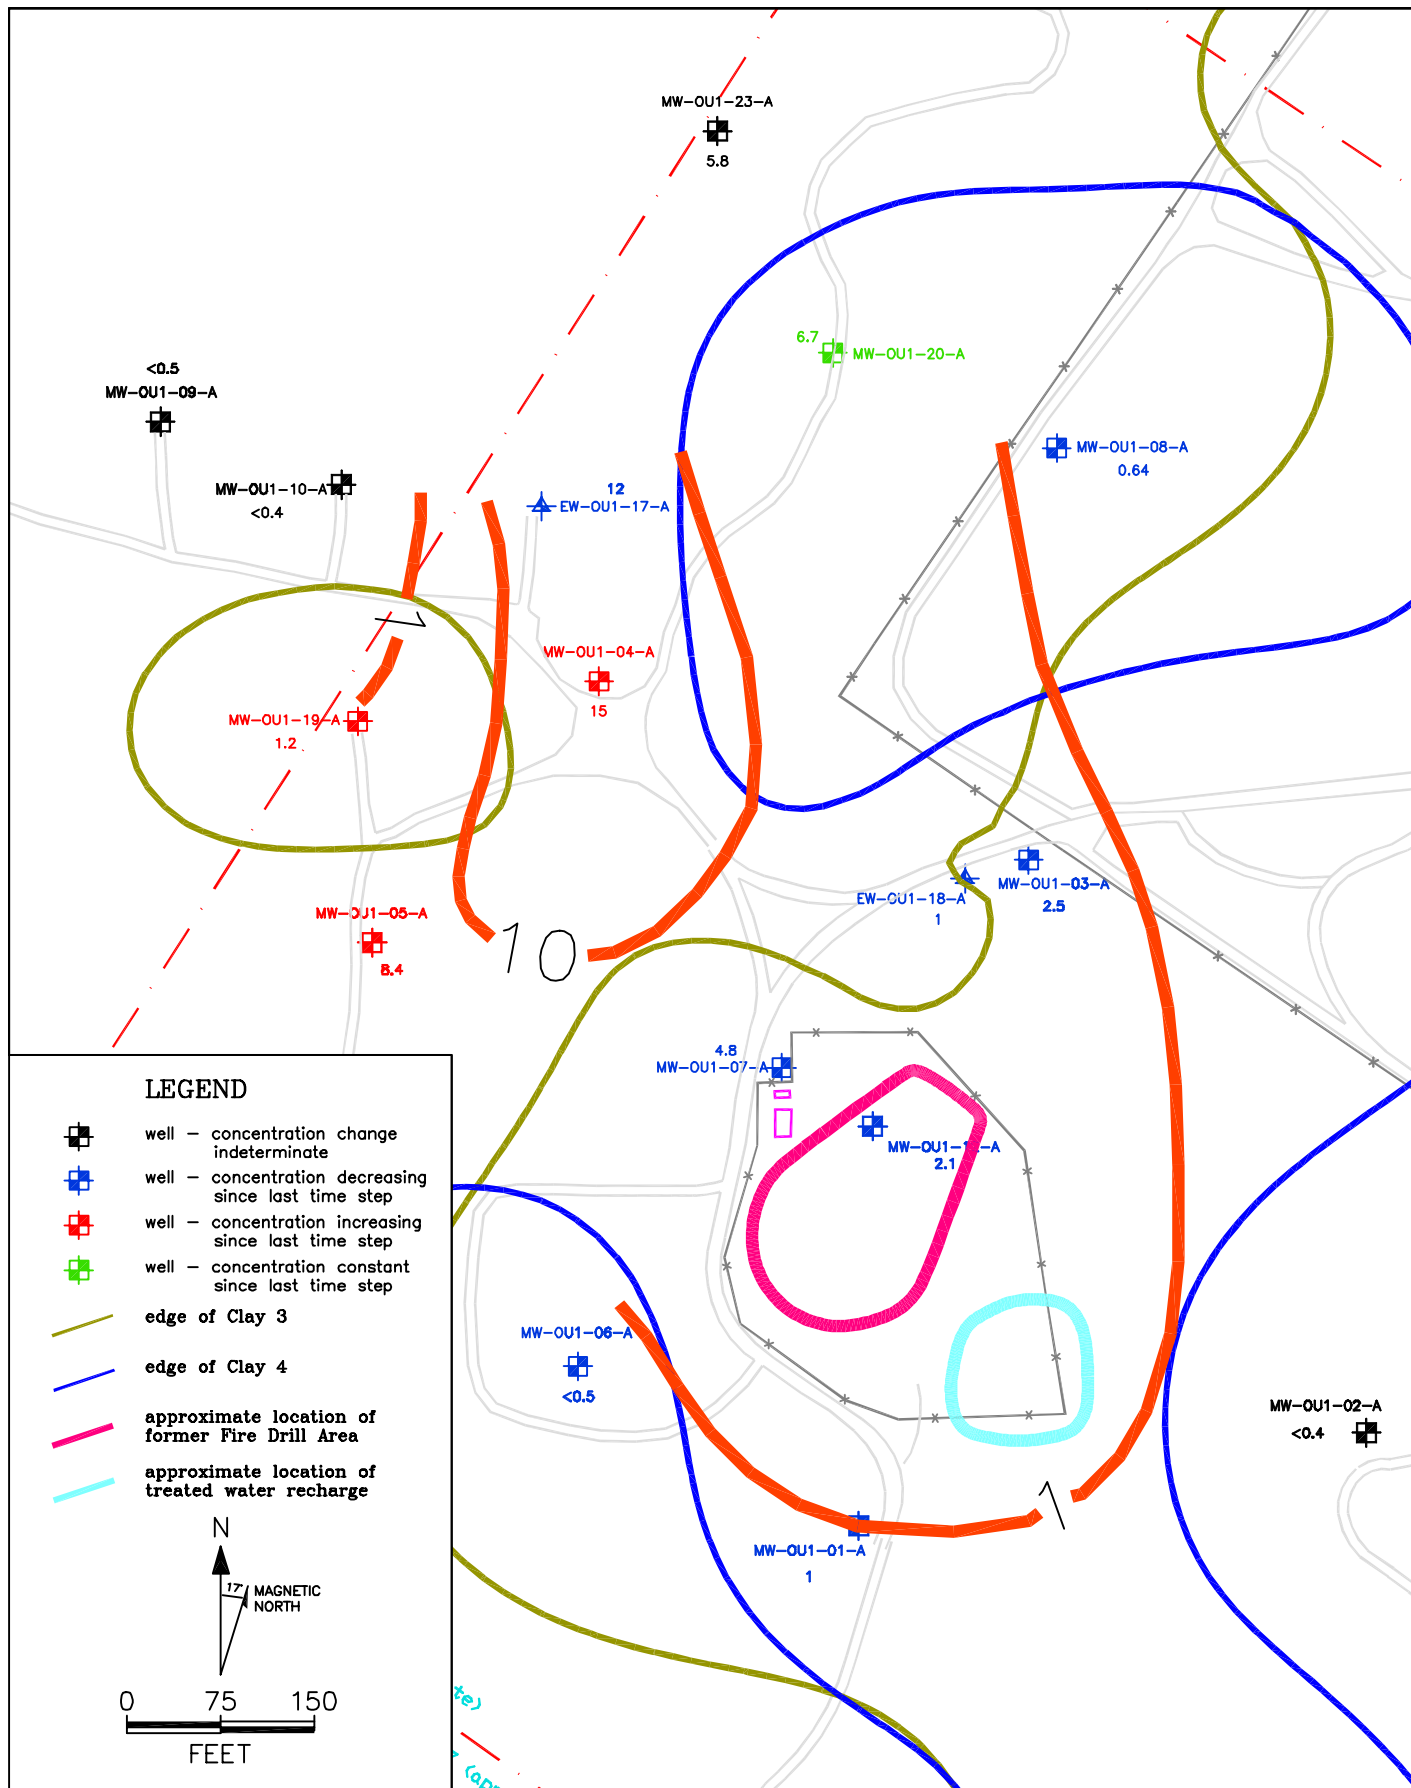 MW-OU1-23-A
5.8
6.7
MW-OU1-20-A
<0.5
MW-OU1-09-A
MW-OU1-08-A
0.64
MW-OU1-10-A
<0.4
12
EW-OU1-17-A
1
MW-OU1-04-A
15
MW-OU1-19-A
1.2
MW-OU1-03-A
2.5
EW-OU1-18-A
1
MW-OU1-05-A
8.4
10
4.8
MW-OU1-07-A
2.1
MW-OU1-06-A
<0.5
MW-OU1-02-A
<0.4
1
MW-OU1-01-A
1
LEGEND
well – concentration change
indeterminate
well – concentration decreasing
since last time step
well – concentration increasing
since last time step
well – concentration constant
since last time step
edge of Clay 3
edge of Clay 4
approximate location of
former Fire Drill Area
approximate location of
treated water recharge
N
17°
MAGNETIC
NORTH
0 75 150
FEET